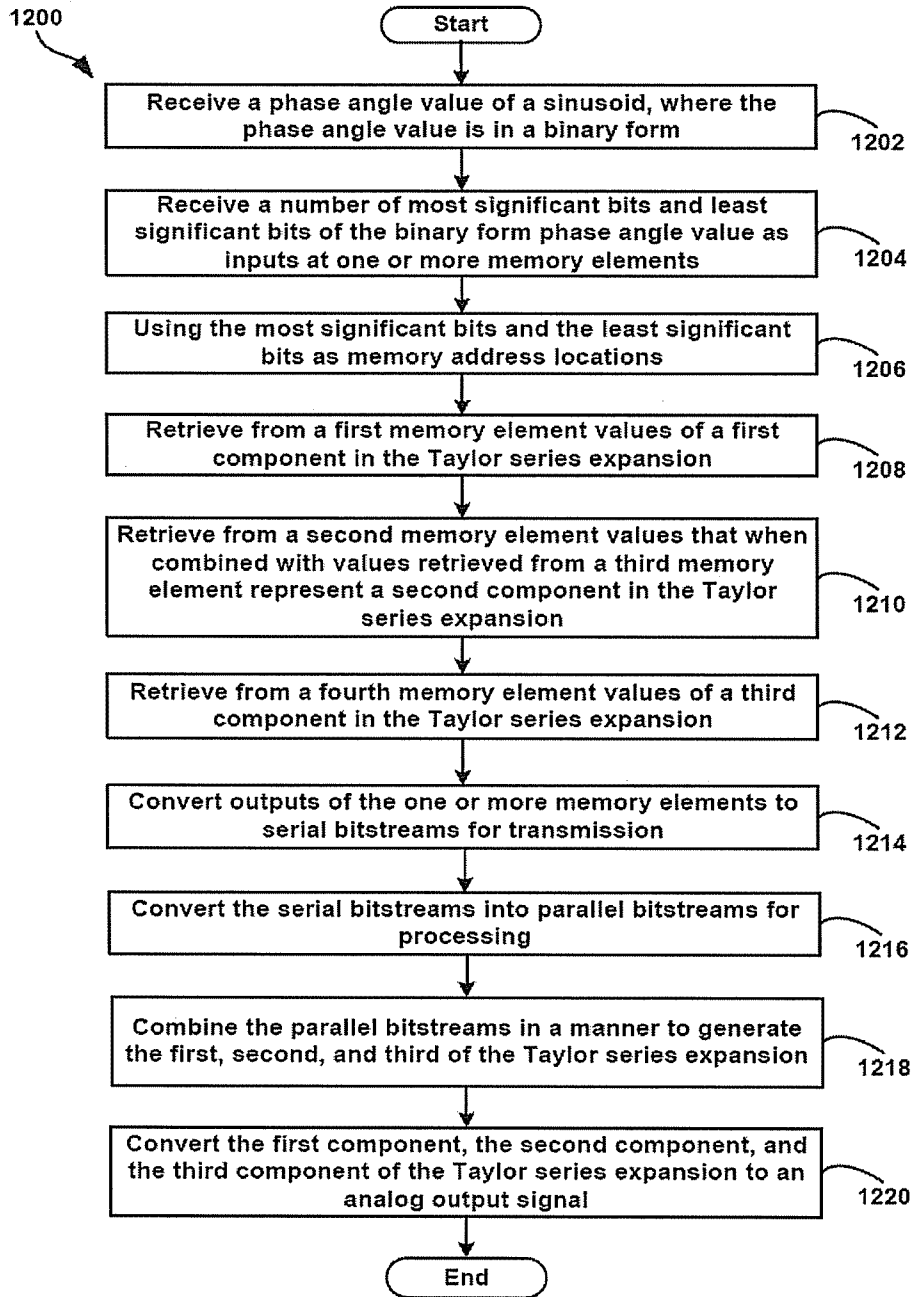 1200
Start
Receive a phase angle value of a sinusoid, where the
phase angle value is in a binary form
1202
Receive a number of most significant bits and least
significant bits of the binary form phase angle value as
inputs at one or more memory elements
1204
Using the most significant bits and the least significant
bits as memory address locations
1206
Retrieve from a first memory element values of a first
component in the Taylor series expansion
1208
Retrieve from a second memory element values that when
combined with values retrieved from a third memory
element represent a second component in the Taylor
series expansion
1210
Retrieve from a fourth memory element values of a third
component in the Taylor series expansion
1212
Convert outputs of the one or more memory elements to
serial bitstreams for transmission
1214
Convert the serial bitstreams into parallel bitstreams for
processing
1216
Combine the parallel bitstreams in a manner to generate
the first, second, and third of the Taylor series expansion
1218
Convert the first component, the second component, and
the third component of the Taylor series expansion to an
analog output signal
1220
End